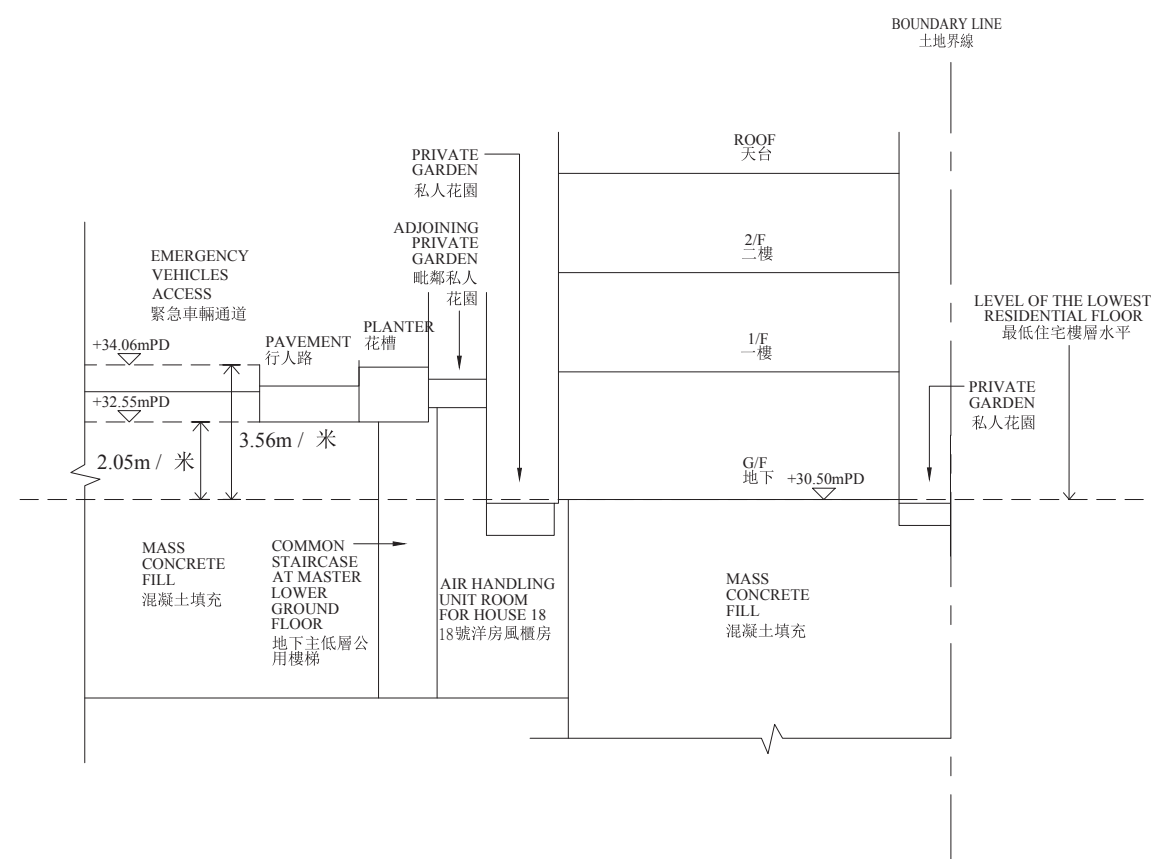 BOUNDARY LINE
土地界線
ROOF
天台
PRIVATE
GARDEN
私人花園
ADJOINING
PRIVATE
GARDEN
毗鄰私人
花園
2/F
二樓
EMERGENCY
VEHICLES
ACCESS
緊急車輛通道
LEVEL OF THE LOWEST
RESIDENTIAL FLOOR
最低住宅樓層水平
PLANTER
花槽
PAVEMENT
行人路
+34.06mPD
1/F
一樓
PRIVATE
GARDEN
私人花園
+32.55mPD
3.56m / 米
2.05m / 米
G/F
地下
+30.50mPD
MASS
CONCRETE
FILL
混凝土填充
COMMON
STAIRCASE
AT MASTER
LOWER
GROUND
FLOOR
地下主低層公
用樓梯
AIR HANDLING
UNIT ROOM
FOR HOUSE 18
18號洋房風櫃房
MASS
CONCRETE
FILL
混凝土填充